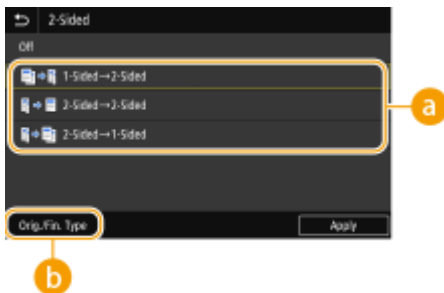 2-Sided
Off
1-Sided→2-Sided
2-Sided→2-Sided
2-Sided→1-Sided
a
Orig./Fin. Type
Apply
b